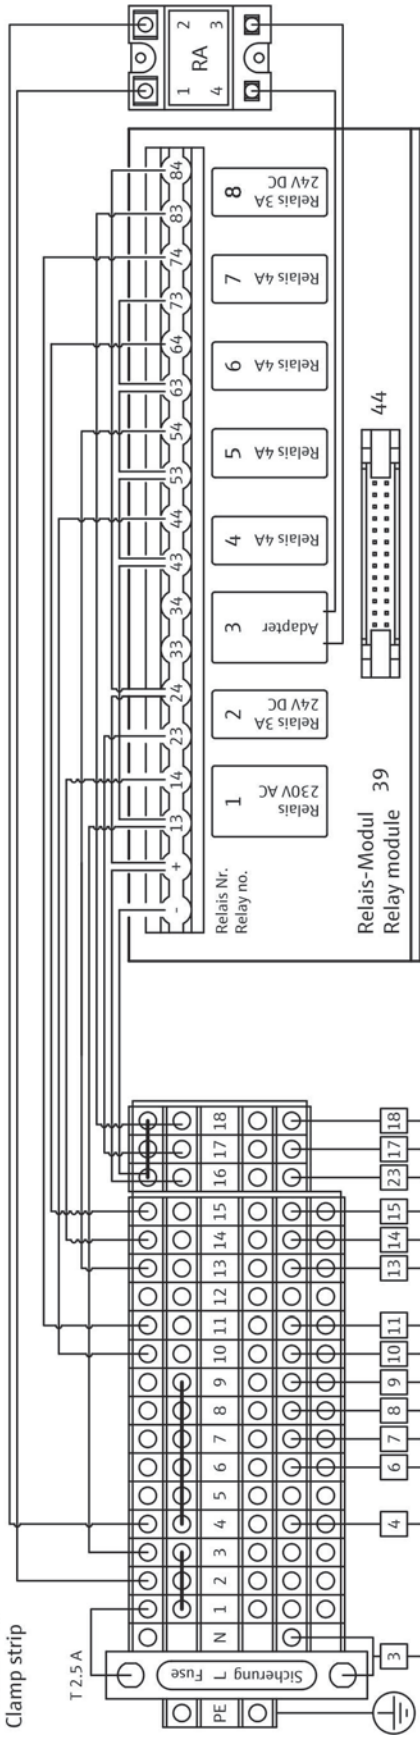 Clamp strip
T 2.5 A
Sicherung
Fuse
PE
N
1
2
3
4
5
6
7
8
9
10
11
12
13
14
15
16
17
18
3
4
6
7
8
9
10
11
13
14
15
23
17
18
-
+
13
14
23
24
33
34
43
44
53
54
63
64
73
74
83
84
Relais Nr.
Relay no.
1
Relais
230V AC
2
Relais 3A
24V DC
3
Adapter
4
Relais 4A
5
Relais 4A
6
Relais 4A
7
Relais 4A
8
Relais 3A
24V DC
Relais-Modul 39
Relay module
44
1 2
RA
4 3